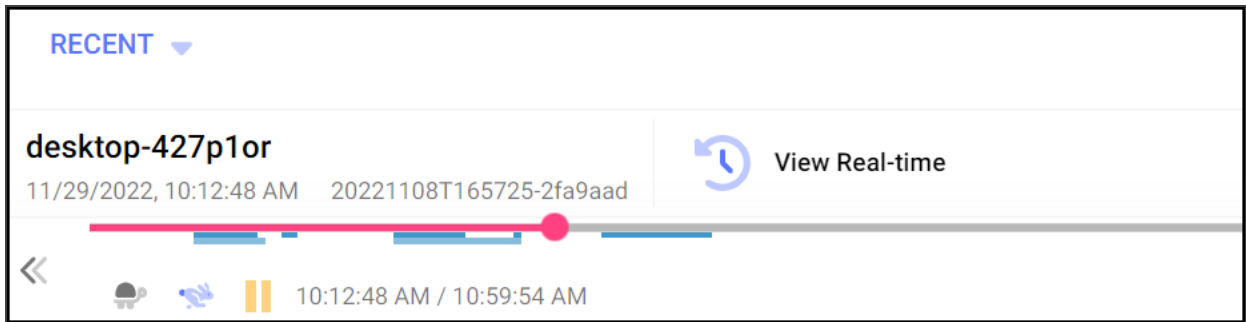 RECENT
desktop-427p1or
11/29/2022, 10:12:48 AM 20221108T165725-2fa9aad
View Real-time
10:12:48 AM / 10:59:54 AM